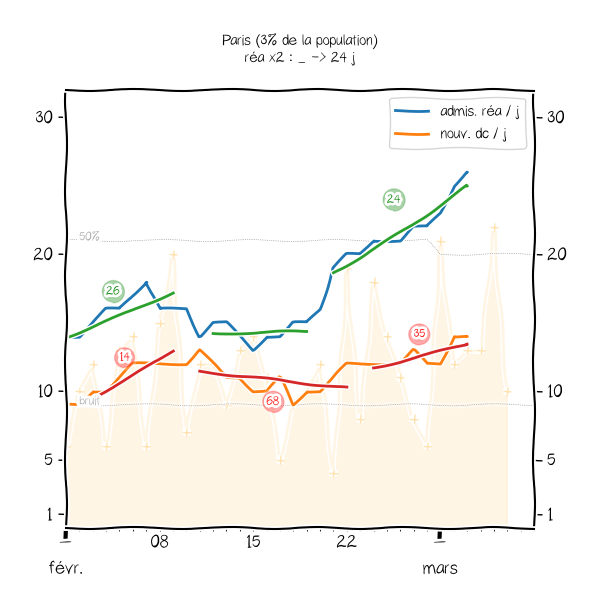 Paris (3% de la population)
réa x2 : _ -> 24 j
30
30
admis. réa / j
nouv. dc / j
24
50%
20
20
26
35
14
10
10
bruit
68
5
5
1
1
08
15
22
févr.
mars